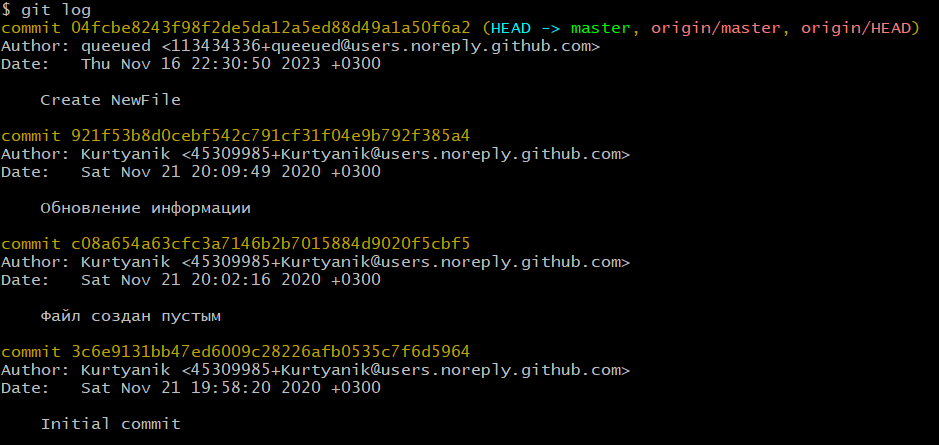 $ git log
commit 04fcbe8243f98f2de5da12a5ed88d49a1a50f6a2 (HEAD -> master, origin/master, origin/HEAD)
Author: queeued <113434336+queeued@users.noreply.github.com>
Date:   Thu Nov 16 22:30:50 2023 +0300
    Create NewFile
commit 921f53b8d0cebf542c791cf31f04e9b792f385a4
Author: Kurtyanik <45309985+Kurtyanik@users.noreply.github.com>
Date:   Sat Nov 21 20:09:49 2020 +0300
    Обновление информации
commit c08a654a63cfc3a7146b2b7015884d9020f5cbf5
Author: Kurtyanik <45309985+Kurtyanik@users.noreply.github.com>
Date:   Sat Nov 21 20:02:16 2020 +0300
    Файл создан пустым
commit 3c6e9131bb47ed6009c28226afb0535c7f6d5964
Author: Kurtyanik <45309985+Kurtyanik@users.noreply.github.com>
Date:   Sat Nov 21 19:58:20 2020 +0300
    Initial commit